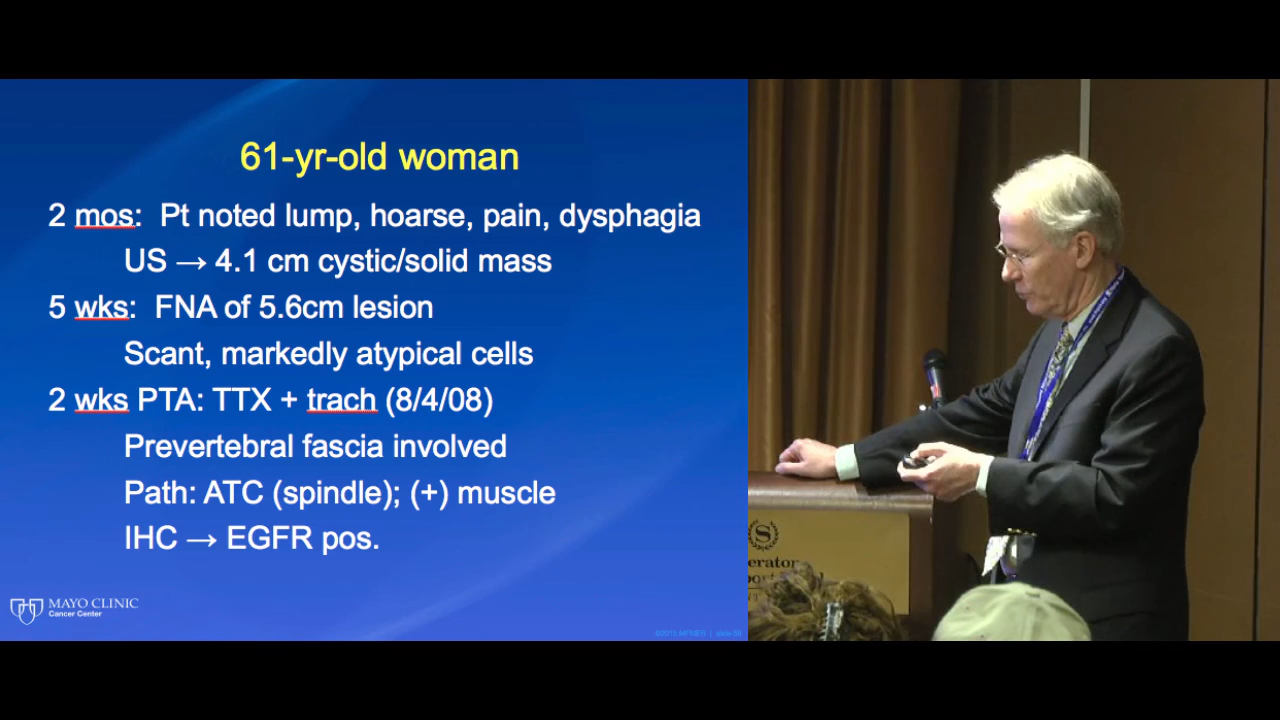 61-yr-old woman
2 mos:  Pt noted lump, hoarse, pain, dysphagia
US → 4.1 cm cystic/solid mass
5 wks:  FNA of 5.6cm lesion
Scant, markedly atypical cells
2 wks PTA: TTX + trach (8/4/08)
Prevertebral fascia involved
Path: ATC (spindle); (+) muscle
IHC → EGFR pos.
MAYO CLINIC
Cancer Center
S